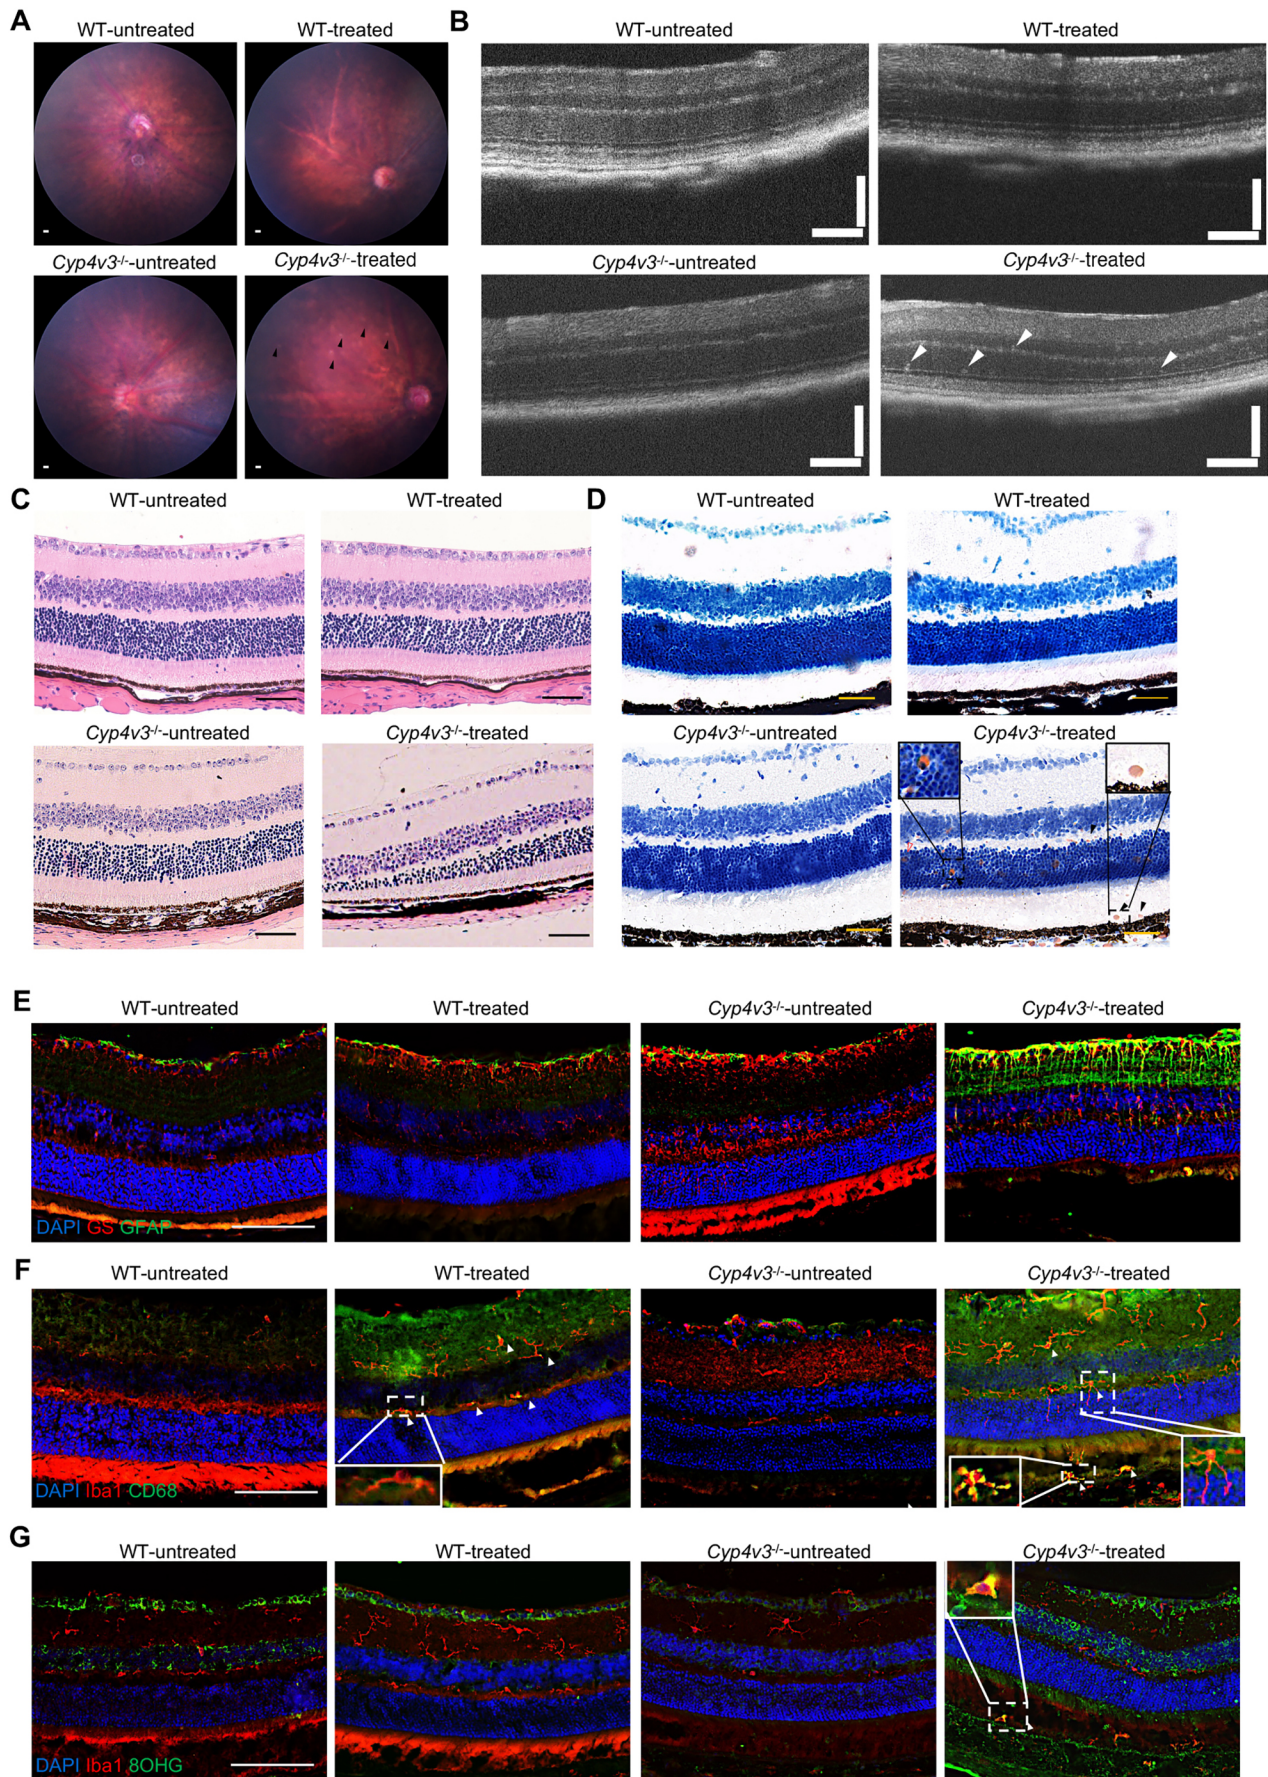 A
WT-untreated
WT-treated
Cyp4v3-/--untreated
Cyp4v3-/--treated
B
WT-untreated
WT-treated
Cyp4v3-/--untreated
Cyp4v3-/--treated
C
WT-untreated
WT-treated
Cyp4v3-/--untreated
Cyp4v3-/--treated
D
WT-untreated
WT-treated
Cyp4v3-/--untreated
Cyp4v3-/--treated
E
WT-untreated
WT-treated
Cyp4v3-/--untreated
Cyp4v3-/--treated
DAPI GS GFAP
F
WT-untreated
WT-treated
Cyp4v3-/--untreated
Cyp4v3-/--treated
DAPI Iba1 CD68
G
WT-untreated
WT-treated
Cyp4v3-/--untreated
Cyp4v3-/--treated
DAPI Iba1 8OHG